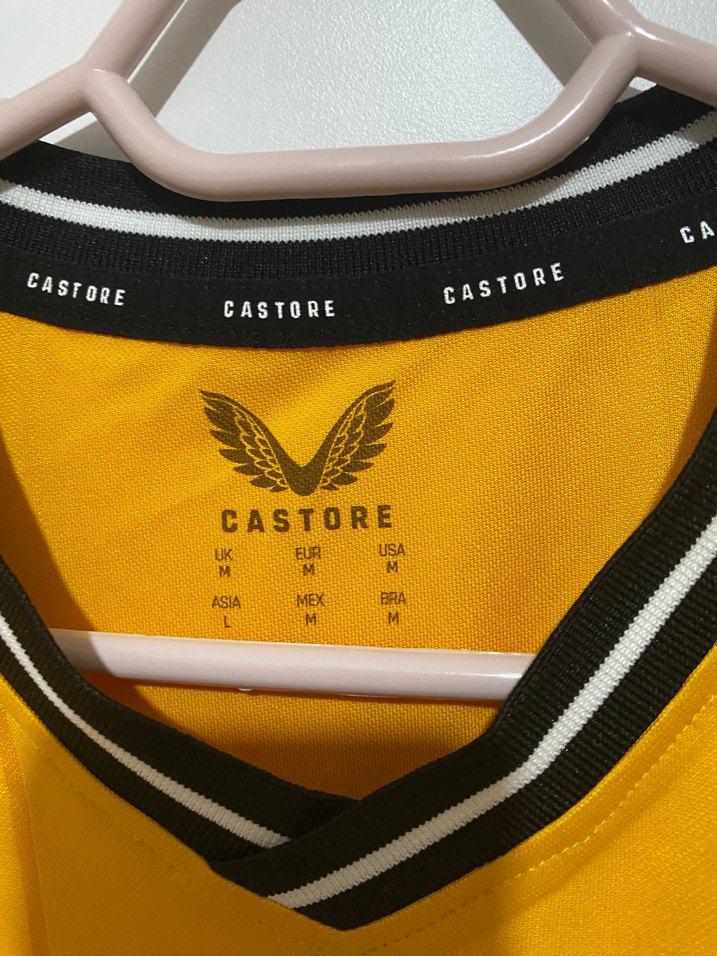 CASTORE CASTORE CASTORE CA
CASTORE
UK EUR USA
M M M
ASIA MEX BRA
L M M